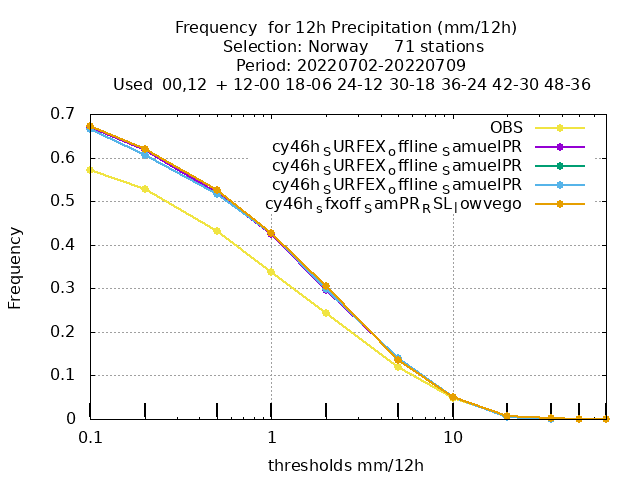 Frequency  for 12h Precipitation (mm/12h)
Selection: Norway     71 stations
Period: 20220702-20220709
Used  00,12  + 12-00 18-06 24-12 30-18 36-24 42-30 48-36
OBS
cy46h_SURFEX_offline_SamuelPR
cy46h_SURFEX_offline_SamuelPR
cy46h_SURFEX_offline_SamuelPR
cy46h_sfxoff_SamPR_RSL_lowvego
0.7
0.6
0.5
0.4
0.3
0.2
0.1
0
Frequency
0.1 1 10
thresholds mm/12h